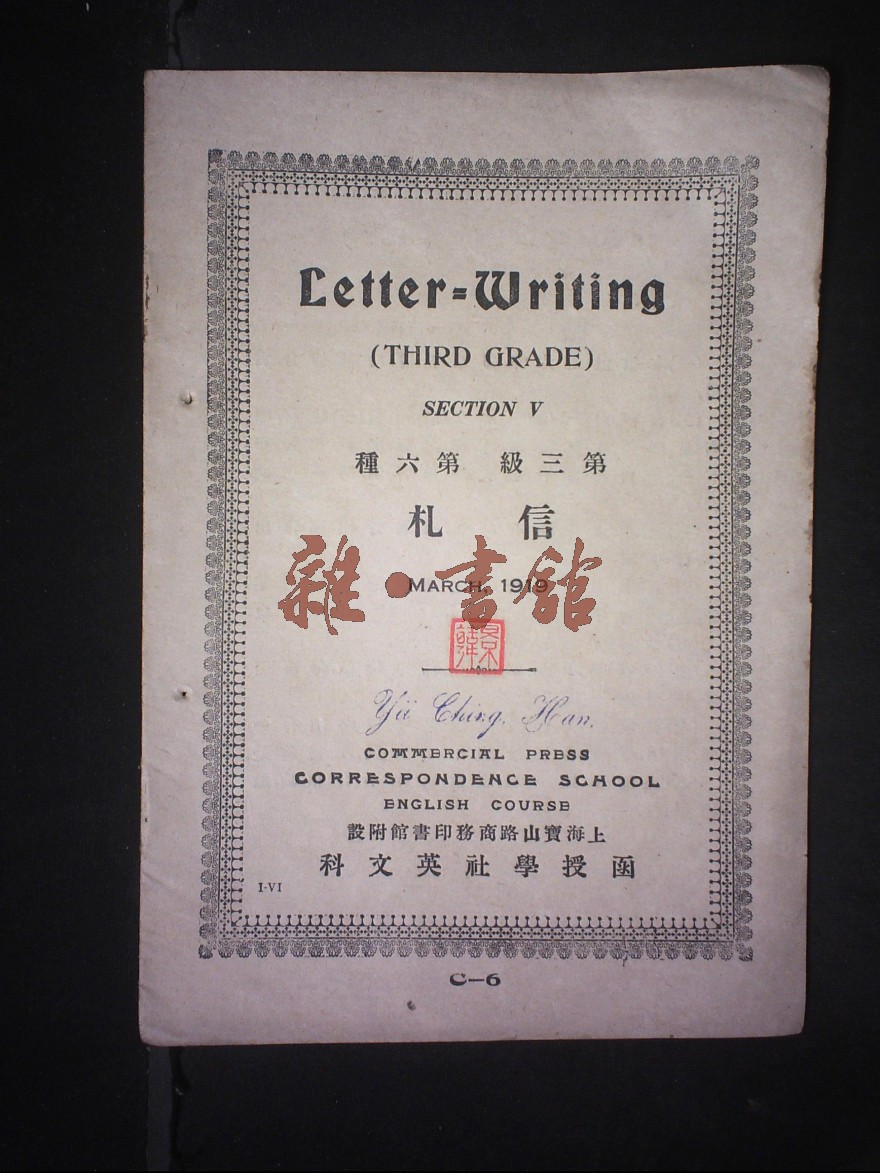 Letter=Writing
(THIRD GRADE)
SECTION V
第三級 第六種
信札
MARCH, 1919
雜·書館
Yü Ching Han.
COMMERCIAL PRESS
CORRESPONDENCE SCHOOL
ENGLISH COURSE
上海寶山路商務印書館附設
函授學社英文科
I-VI
C—6